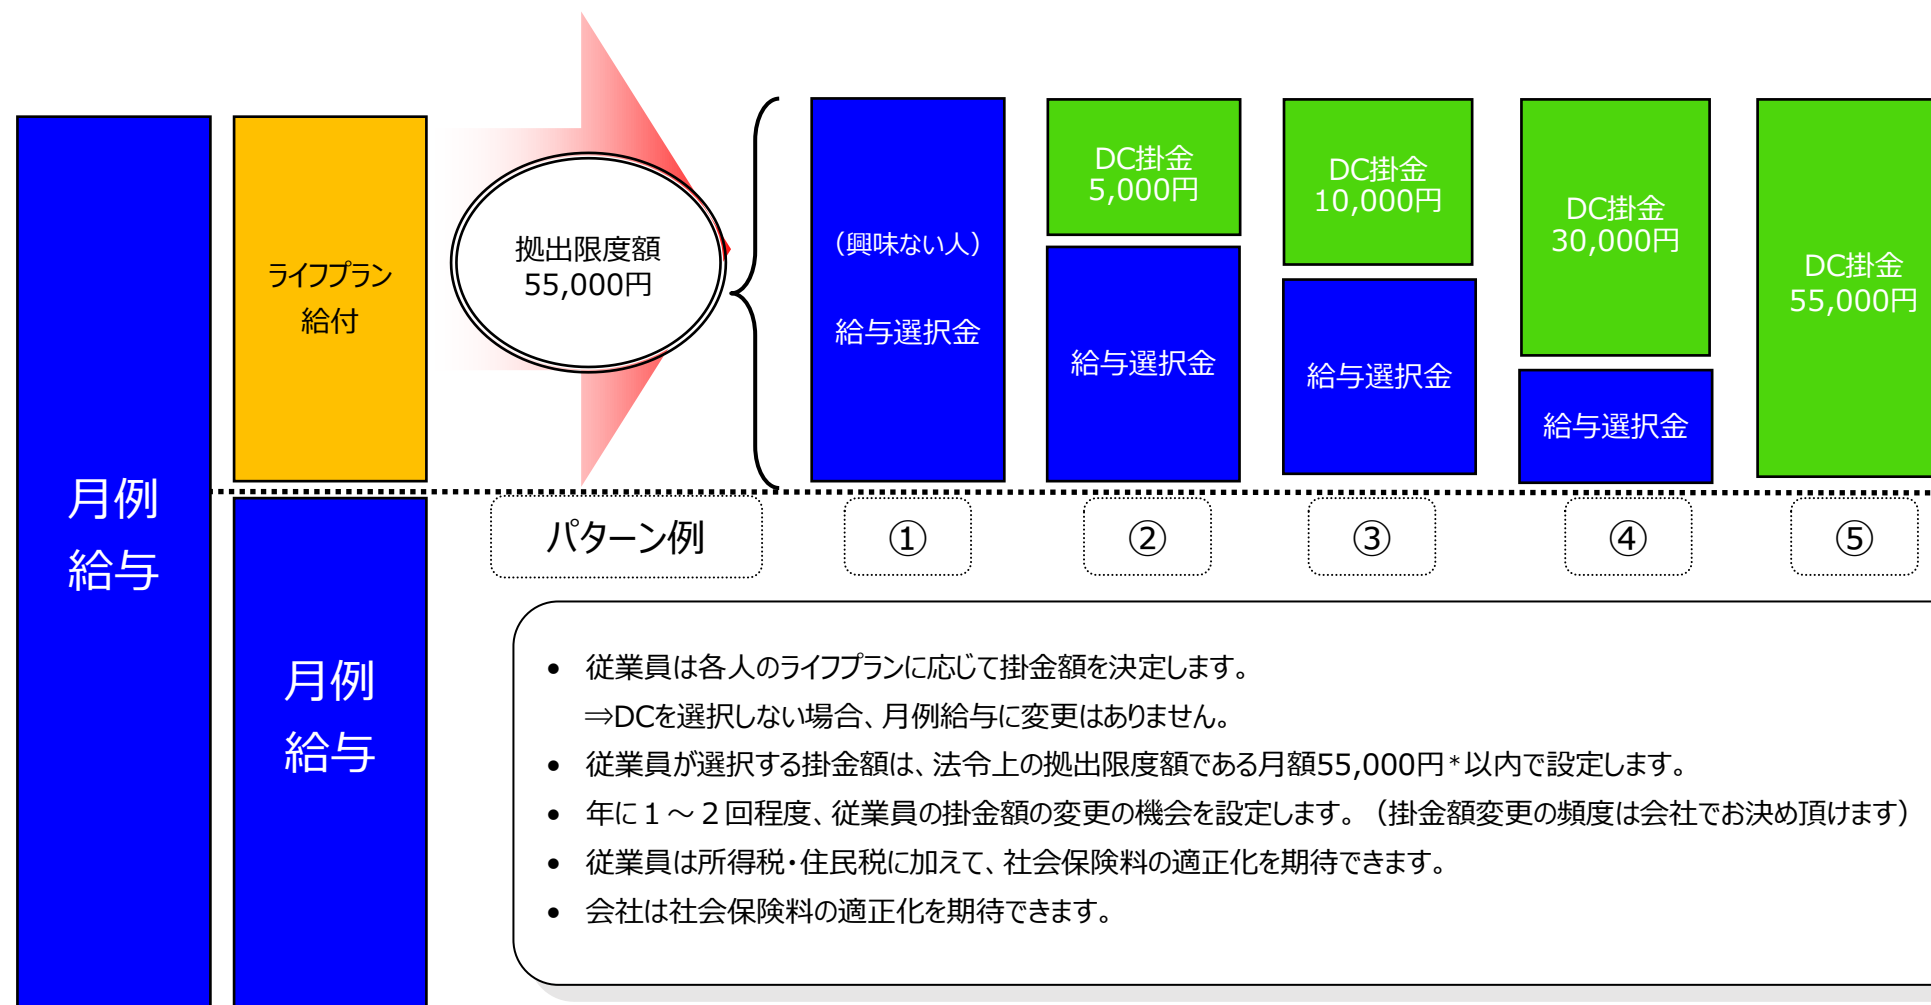 月例
給与
ライフプラン
給付
月例
給与
拠出限度額
55,000円
（興味ない人）
給与選択金
DC掛金
5,000円
給与選択金
DC掛金
10,000円
給与選択金
DC掛金
30,000円
給与選択金
DC掛金
55,000円
パターン例
①
②
③
④
⑤
• 従業員は各人のライフプランに応じて掛金額を決定します。
⇒DCを選択しない場合、月例給与に変更はありません。
• 従業員が選択する掛金額は、法令上の拠出限度額である月額55,000円*以内で設定します。
• 年に１～２回程度、従業員の掛金額の変更の機会を設定します。（掛金額変更の頻度は会社でお決め頂けます）
• 従業員は所得税・住民税に加えて、社会保険料の適正化を期待できます。
• 会社は社会保険料の適正化を期待できます。